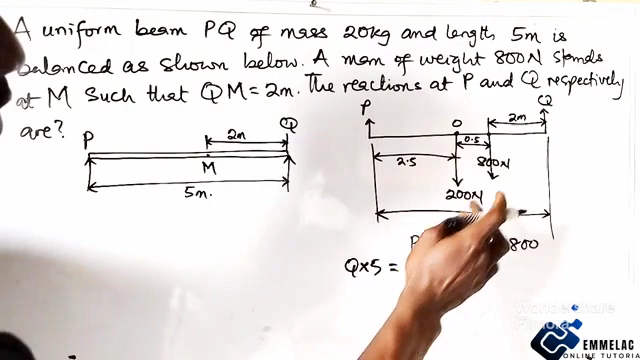 A uniform beam PQ of mass 20kg and length 5m is
balanced as shown below. A man of weight 800N stands
at M such that QM = 2m. The reactions at P and Q respectively
are?
P
2m
Q
M
5m.
P
O
Q
2m
0.5
2.5
800N
200N
P
800
Q×5 =
Wondershare
Filmora
EMMELAC
ONLINE TUTORIA